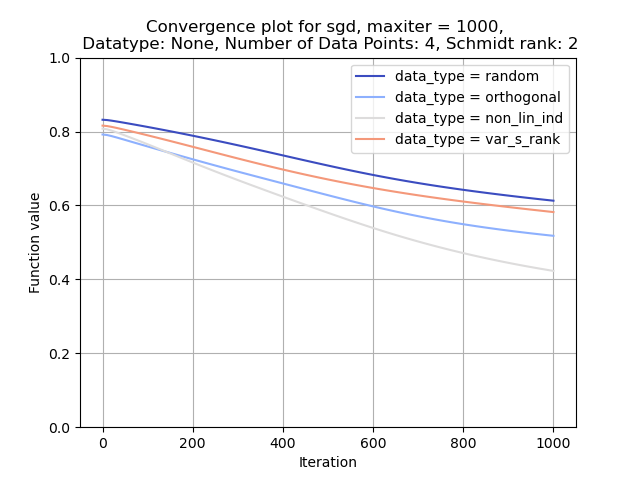 Convergence plot for sgd, maxiter = 1000,
Datatype: None, Number of Data Points: 4, Schmidt rank: 2
1.0
0.8
0.6
0.4
0.2
0.0
Function value
data_type = random
data_type = orthogonal
data_type = non_lin_ind
data_type = var_s_rank
0 200 400 600 800 1000
Iteration